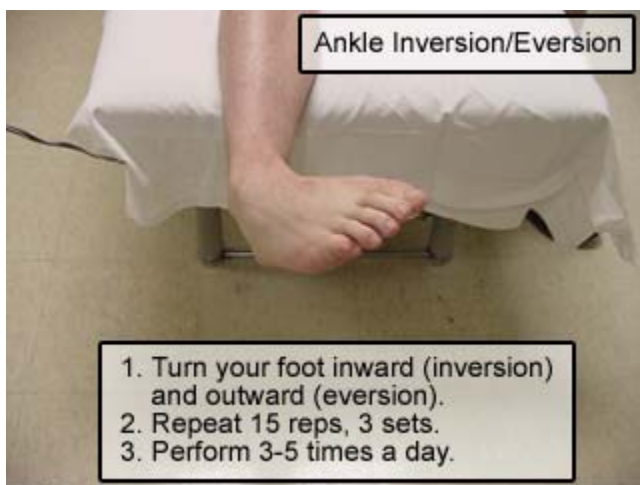 Ankle Inversion/Eversion
1. Turn your foot inward (inversion)
and outward (eversion).
2. Repeat 15 reps, 3 sets.
3. Perform 3-5 times a day.